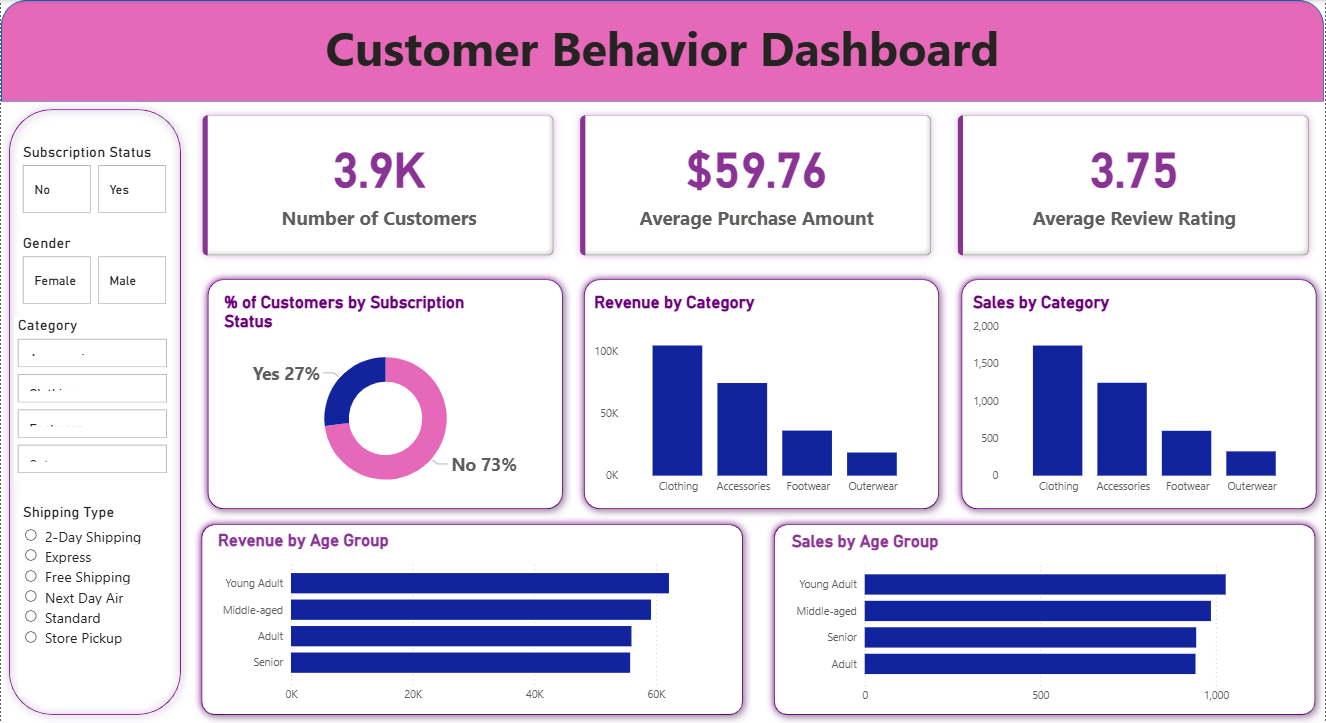 Customer Behavior Dashboard
Subscription Status
No
Yes
Gender
Female
Male
Category
Shipping Type
2-Day Shipping
Express
Free Shipping
Next Day Air
Standard
Store Pickup
3.9K
Number of Customers
$59.76
Average Purchase Amount
3.75
Average Review Rating
% of Customers by Subscription
Status
Yes 27%
No 73%
Revenue by Category
100K
50K
0K
Clothing
Accessories
Footwear
Outerwear
Sales by Category
2,000
1,500
1,000
500
0
Clothing
Accessories
Footwear
Outerwear
Revenue by Age Group
Young Adult
Middle-aged
Adult
Senior
0K
20K
40K
60K
Sales by Age Group
Young Adult
Middle-aged
Senior
Adult
0
500
1,000